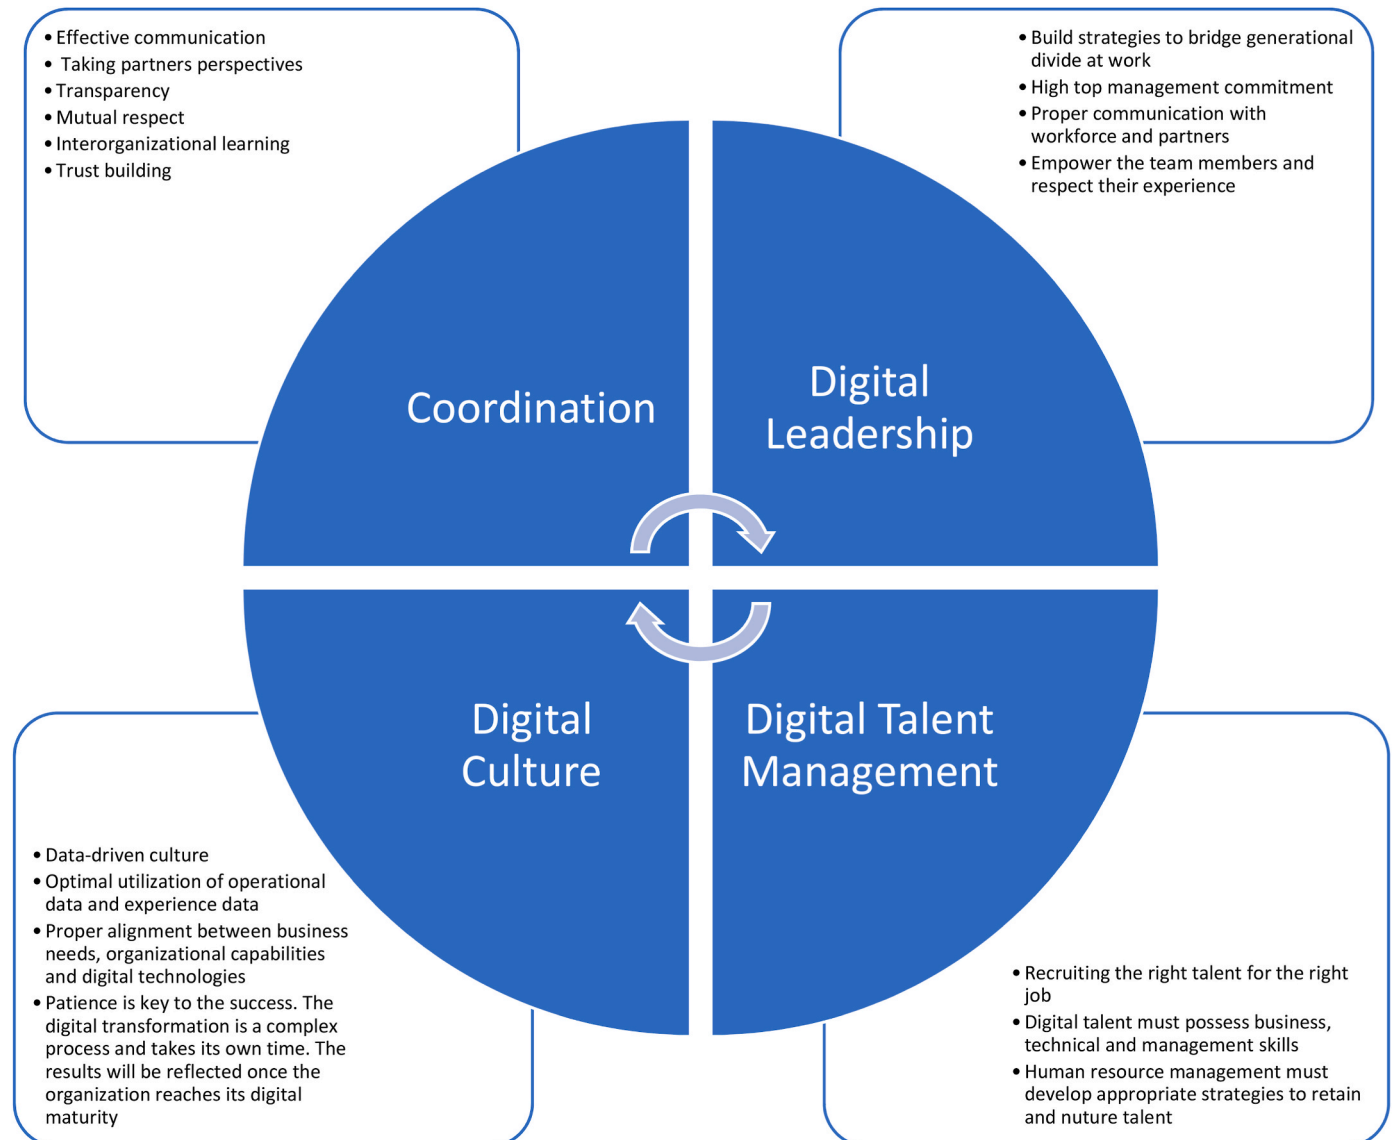 • Effective communication
• Taking partners perspectives
• Transparency
• Mutual respect
• Interorganizational learning
• Trust building
• Build strategies to bridge generational
divide at work
• High top management commitment
• Proper communication with
workforce and partners
• Empower the team members and
respect their experience
Coordination
Digital
Leadership
Digital
Culture
Digital Talent
Management
• Data-driven culture
• Optimal utilization of operational
data and experience data
• Proper alignment between business
needs, organizational capabilities
and digital technologies
• Patience is key to the success. The
digital transformation is a complex
process and takes its own time. The
results will be reflected once the
organization reaches its digital
maturity
• Recruiting the right talent for the right
job
• Digital talent must possess business,
technical and management skills
• Human resource management must
develop appropriate strategies to retain
and nuture talent